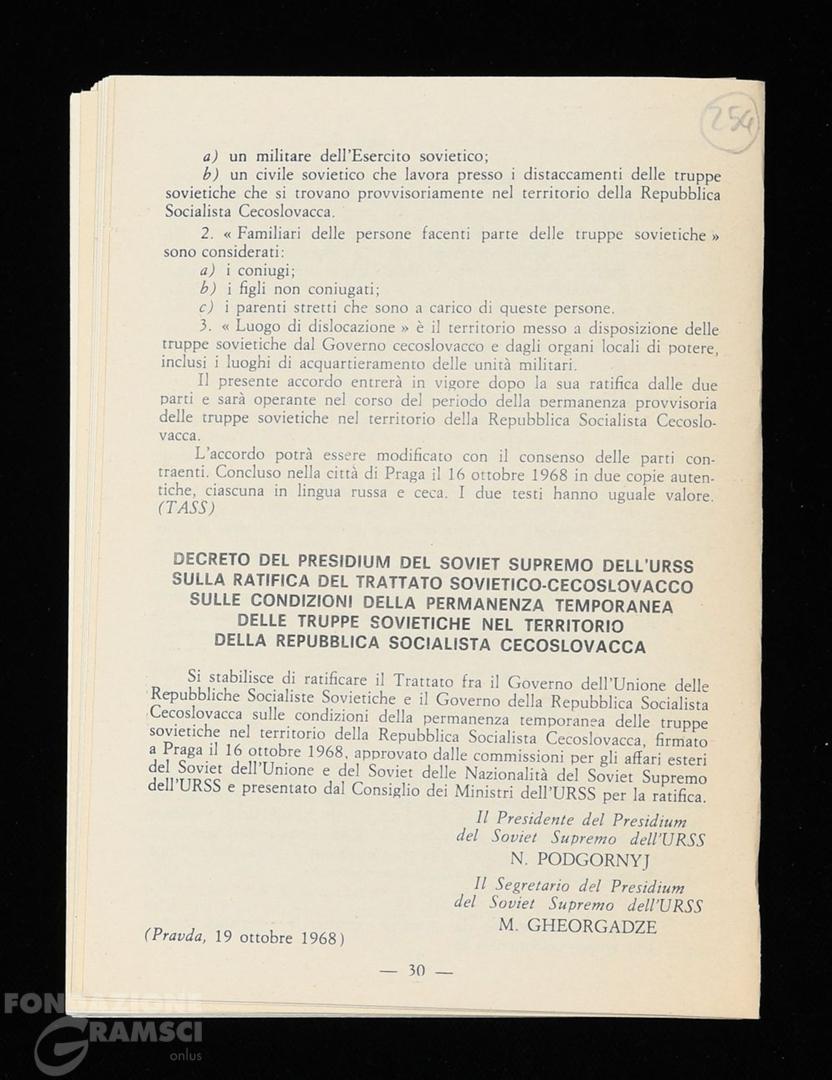 254
a) un militare dell'Esercito sovietico;
b) un civile sovietico che lavora presso i distaccamenti delle truppe
sovietiche che si trovano provvisoriamente nel territorio della Repubblica
Socialista Cecoslovacca.
2. « Familiari delle persone facenti parte delle truppe sovietiche »
sono considerati:
a) i coniugi;
b) i figli non coniugati;
c) i parenti stretti che sono a carico di queste persone.
3. « Luogo di dislocazione » è il territorio messo a disposizione delle
truppe sovietiche dal Governo cecoslovacco e dagli organi locali di potere,
inclusi i luoghi di acquartieramento delle unità militari.
Il presente accordo entrerà in vigore dopo la sua ratifica dalle due
parti e sarà operante nel corso del periodo della permanenza provvisoria
delle truppe sovietiche nel territorio della Repubblica Socialista Cecoslo-
vacca.
L'accordo potrà essere modificato con il consenso delle parti con-
traenti. Concluso nella città di Praga il 16 ottobre 1968 in due copie auten-
tiche, ciascuna in lingua russa e ceca. I due testi hanno uguale valore.
(TASS)
DECRETO DEL PRESIDIUM DEL SOVIET SUPREMO DELL'URSS
SULLA RATIFICA DEL TRATTATO SOVIETICO-CECOSLOVACCO
SULLE CONDIZIONI DELLA PERMANENZA TEMPORANEA
DELLE TRUPPE SOVIETICHE NEL TERRITORIO
DELLA REPUBBLICA SOCIALISTA CECOSLOVACCA
Si stabilisce di ratificare il Trattato fra il Governo dell'Unione delle
Repubbliche Socialiste Sovietiche e il Governo della Repubblica Socialista
Cecoslovacca sulle condizioni della permanenza temporanea delle truppe
sovietiche nel territorio della Repubblica Socialista Cecoslovacca, firmato
a Praga il 16 ottobre 1968, approvato dalle commissioni per gli affari esteri
del Soviet dell'Unione e del Soviet delle Nazionalità del Soviet Supremo
dell'URSS e presentato dal Consiglio dei Ministri dell'URSS per la ratifica.
Il Presidente del Presidium
del Soviet Supremo dell'URSS
N. PODGORNYJ
Il Segretario del Presidium
del Soviet Supremo dell'URSS
M. GHEORGADZE
(Pravda, 19 ottobre 1968)
— 30 —
FONDAZIONE
GRAMSCI
onlus